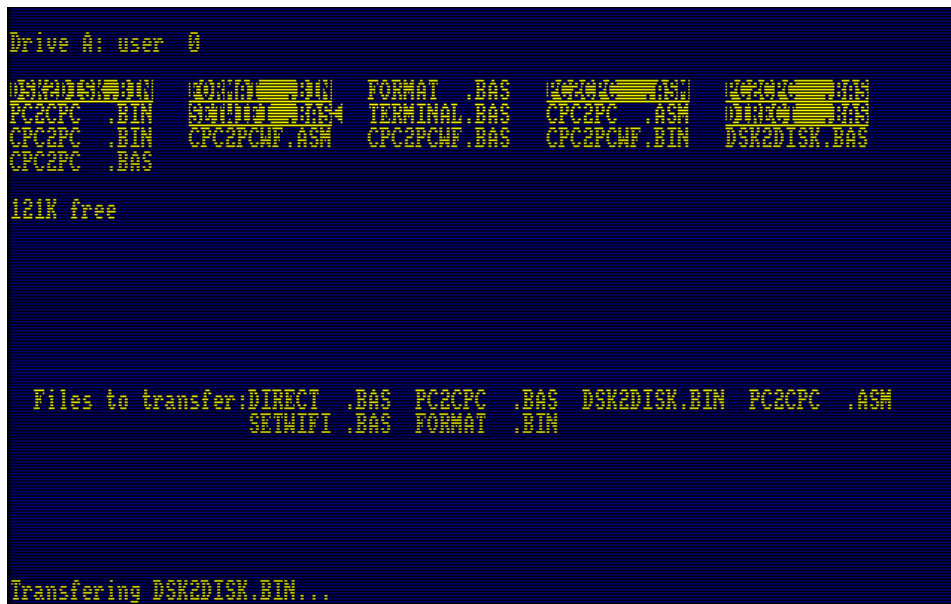 Drive A: user  0
DSK2DISK.BIN   FORMAT  .BIN   FORMAT  .BAS   PC2CPC  .ASM   PC2CPC  .BAS
PC2CPC  .BIN   SETWIFI .BAS   TERMINAL.BAS   CPC2PC  .ASM   DIRECT  .BAS
CPC2PC  .BIN   CPC2PCWF.ASM   CPC2PCWF.BAS   CPC2PCWF.BIN   DSK2DISK.BAS
CPC2PC  .BAS
121K free
Files to transfer:DIRECT  .BAS  PC2CPC  .BAS  DSK2DISK.BIN  PC2CPC  .ASM
SETWIFI .BAS  FORMAT  .BIN
Transfering DSK2DISK.BIN...